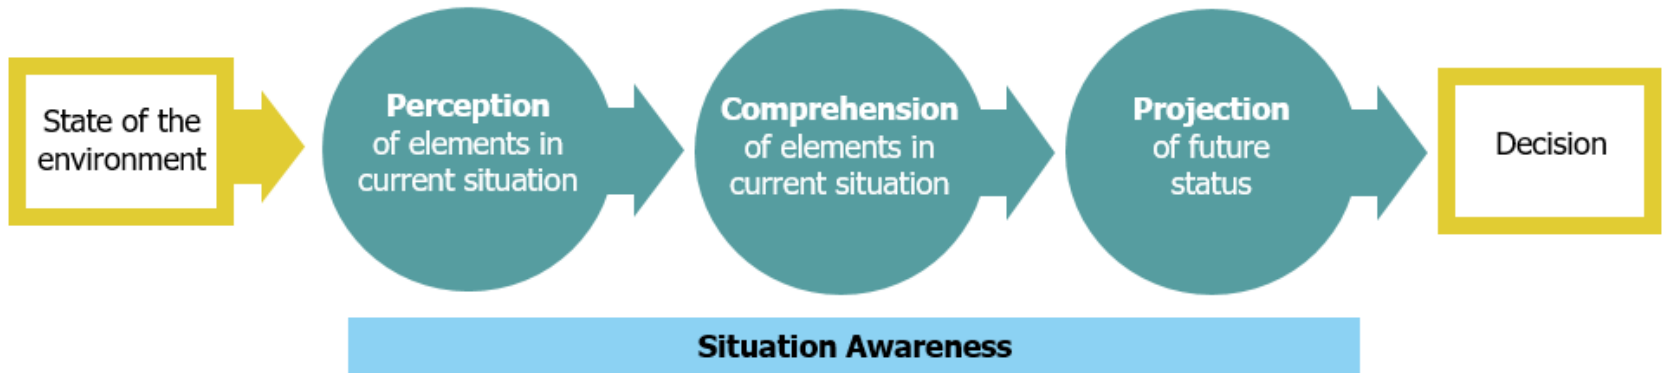 State of the
environment
Perception
of elements in
current situation
Comprehension
of elements in
current situation
Projection
of future
status
Decision
Situation Awareness